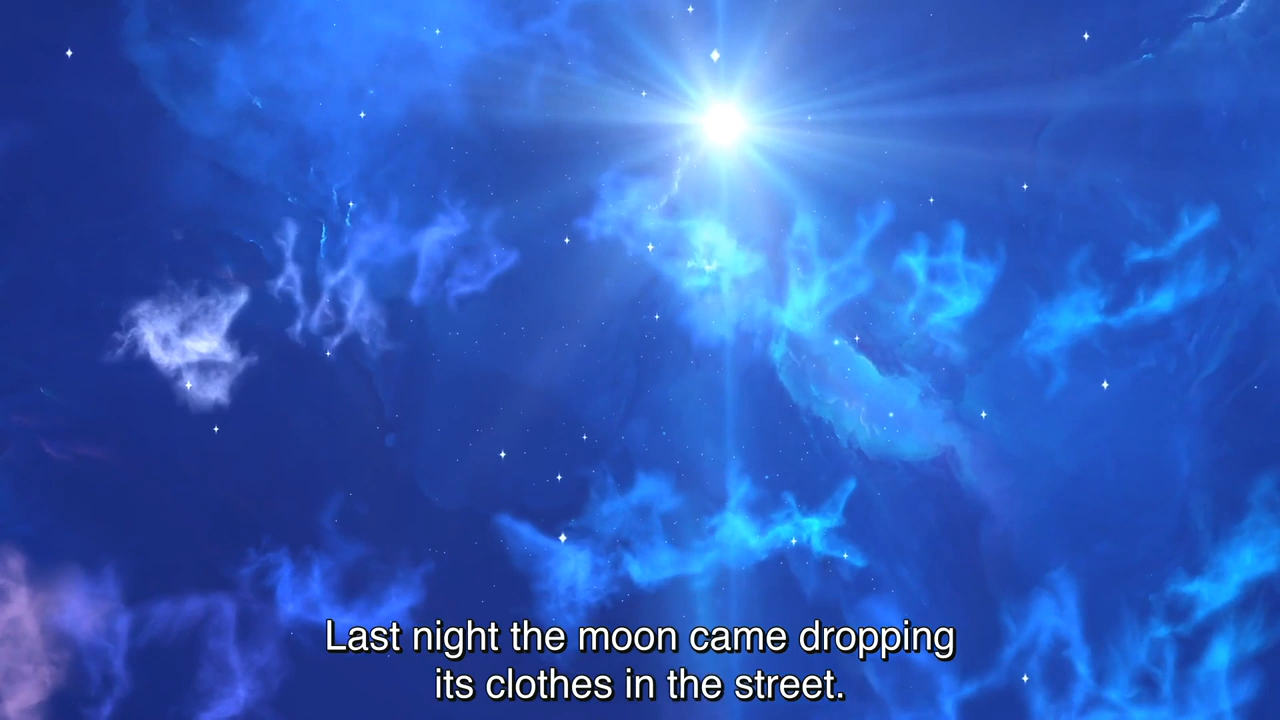 Last night the moon came dropping
its clothes in the street.